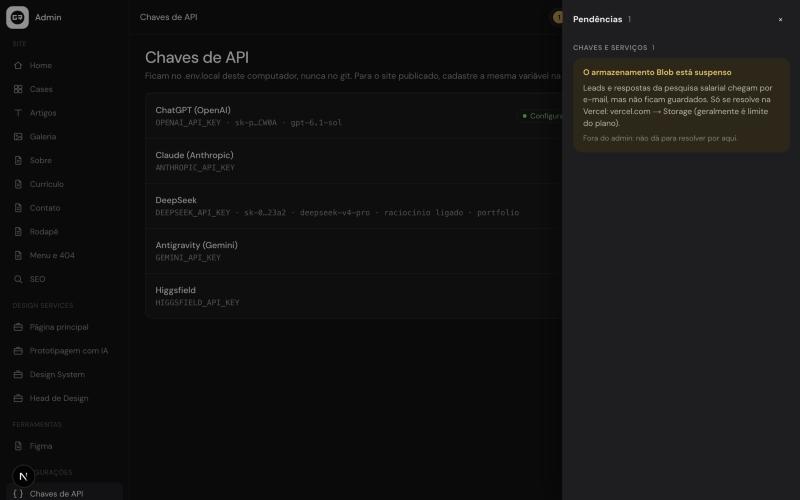 GR
Admin
SITE
Home
Cases
Artigos
Galeria
Sobre
Currículo
Contato
Rodapé
Menu e 404
SEO
DESIGN SERVICES
Página principal
Prototipagem com IA
Design System
Head de Design
FERRAMENTAS
Figma
GURAÇÕES
Chaves de API
N
Chaves de API
1
Chaves de API
Ficam no .env.local deste computador, nunca no git. Para o site publicado, cadastre a mesma variável na
ChatGPT (OpenAI)
OPENAI_API_KEY · sk-p…CW0A · gpt-6.1-sol
Configura
Claude (Anthropic)
ANTHROPIC_API_KEY
DeepSeek
DEEPSEEK_API_KEY · sk-0…23a2 · deepseek-v4-pro · raciocínio ligado · portfolio
Antigravity (Gemini)
GEMINI_API_KEY
Higgsfield
HIGGSFIELD_API_KEY
Pendências 1
×
CHAVES E SERVIÇOS 1
O armazenamento Blob está suspenso
Leads e respostas da pesquisa salarial chegam por
e-mail, mas não ficam guardados. Só se resolve na
Vercel: vercel.com → Storage (geralmente é limite
do plano).
Fora do admin: não dá para resolver por aqui.